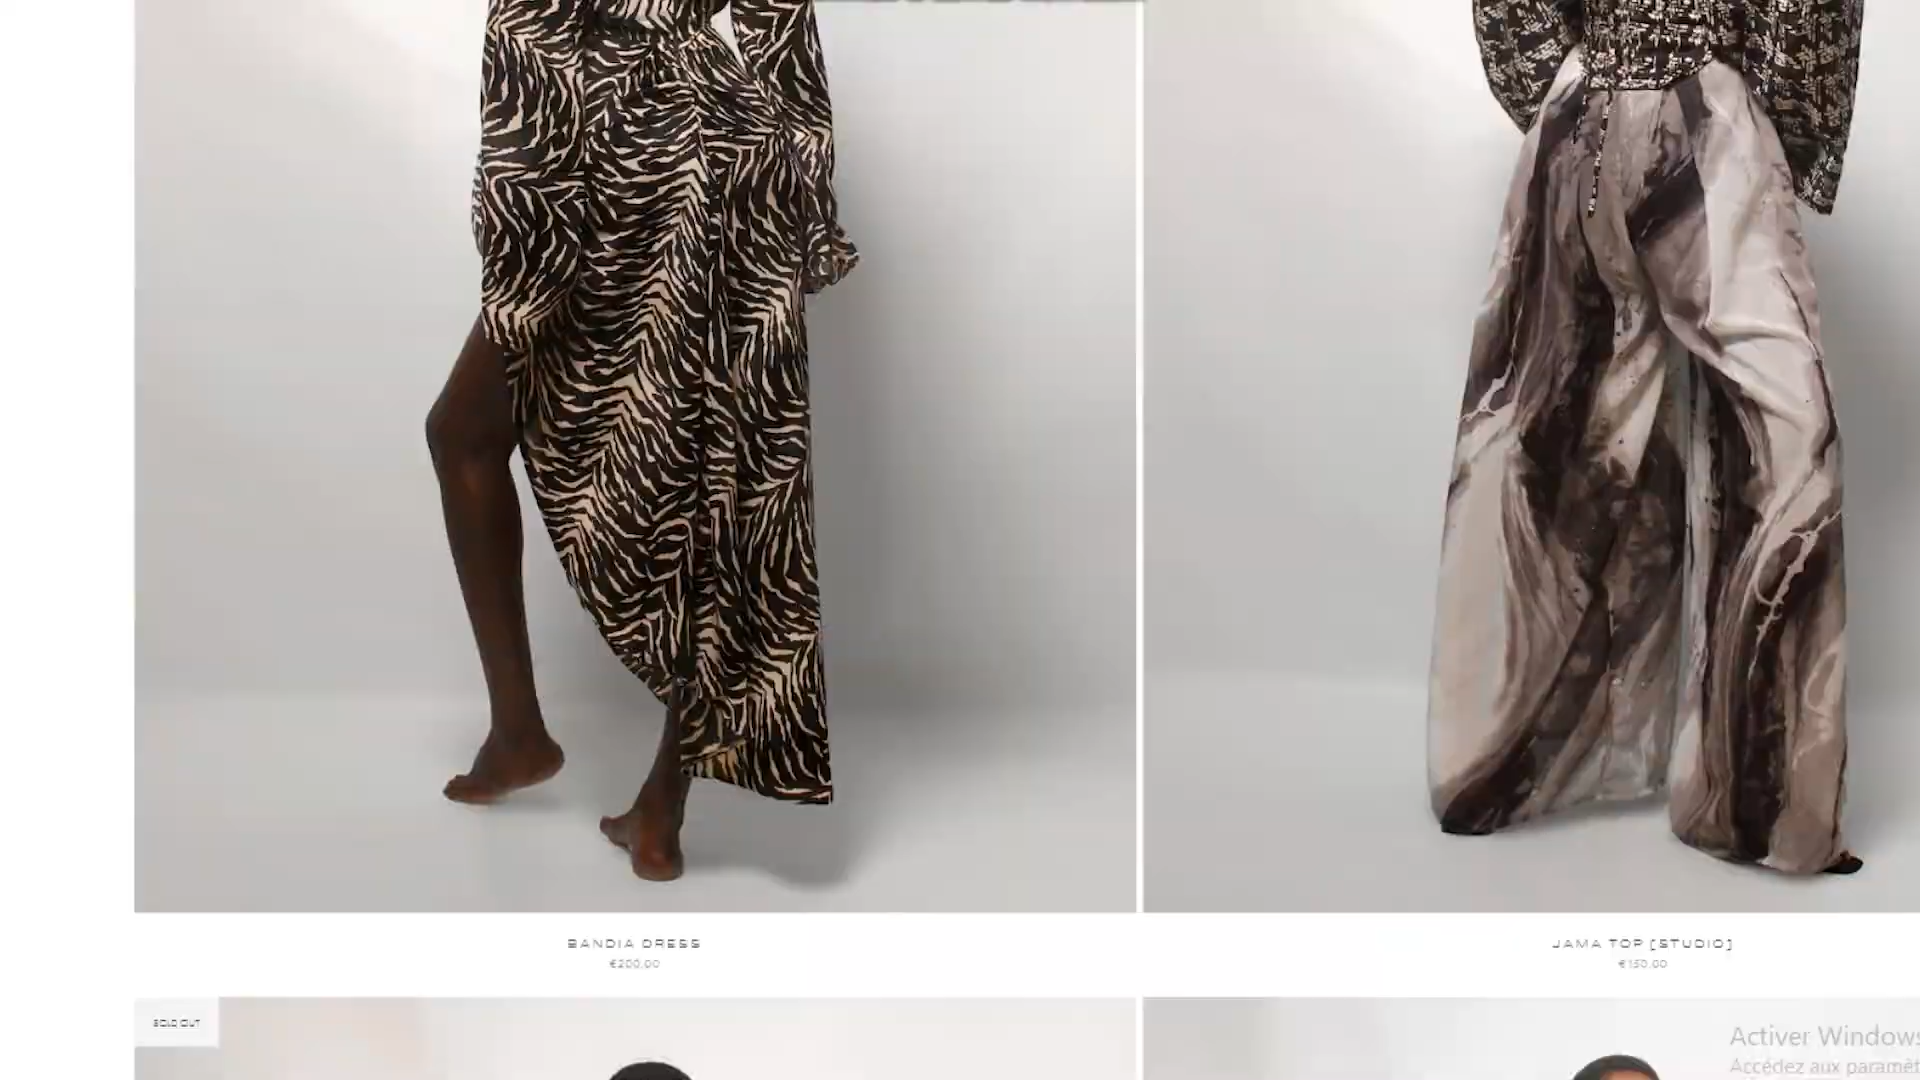 BANDIA DRESS
€200.00
JAMA TOP [STUDIO]
€150.00
SOLD OUT
Activer Windows
Accédez aux paramèt